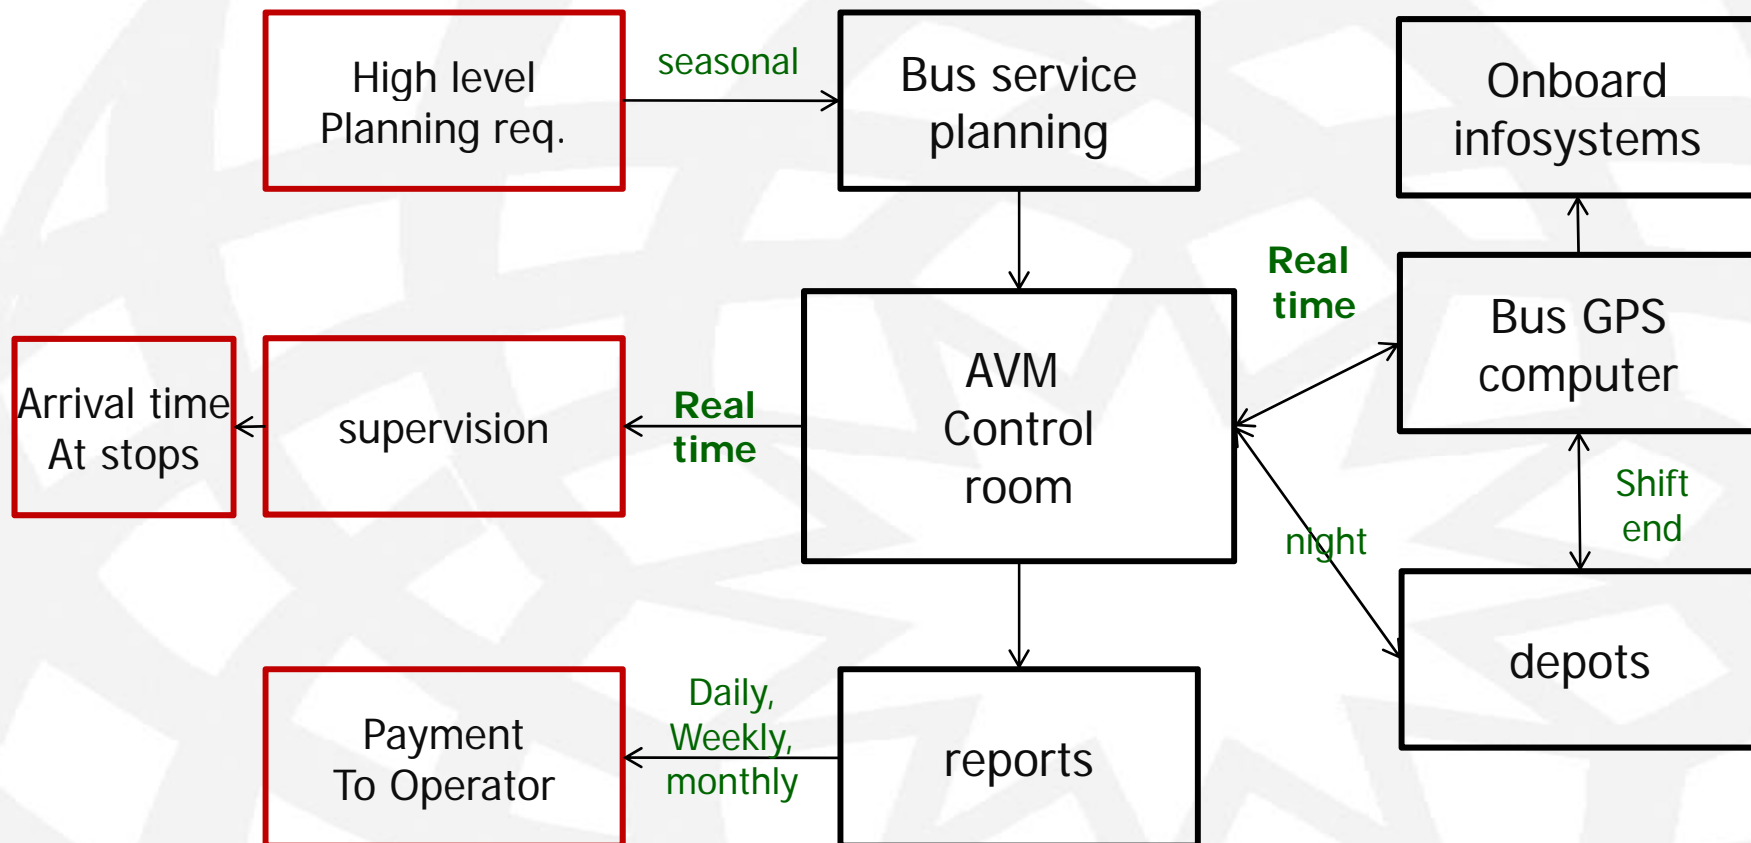 High level
Planning req.
seasonal
Bus service
planning
Onboard
infosystems
Real
time
Bus GPS
computer
Arrival time
At stops
supervision
Real
time
AVM
Control
room
night
Shift
end
depots
Payment
To Operator
Daily,
Weekly,
monthly
reports